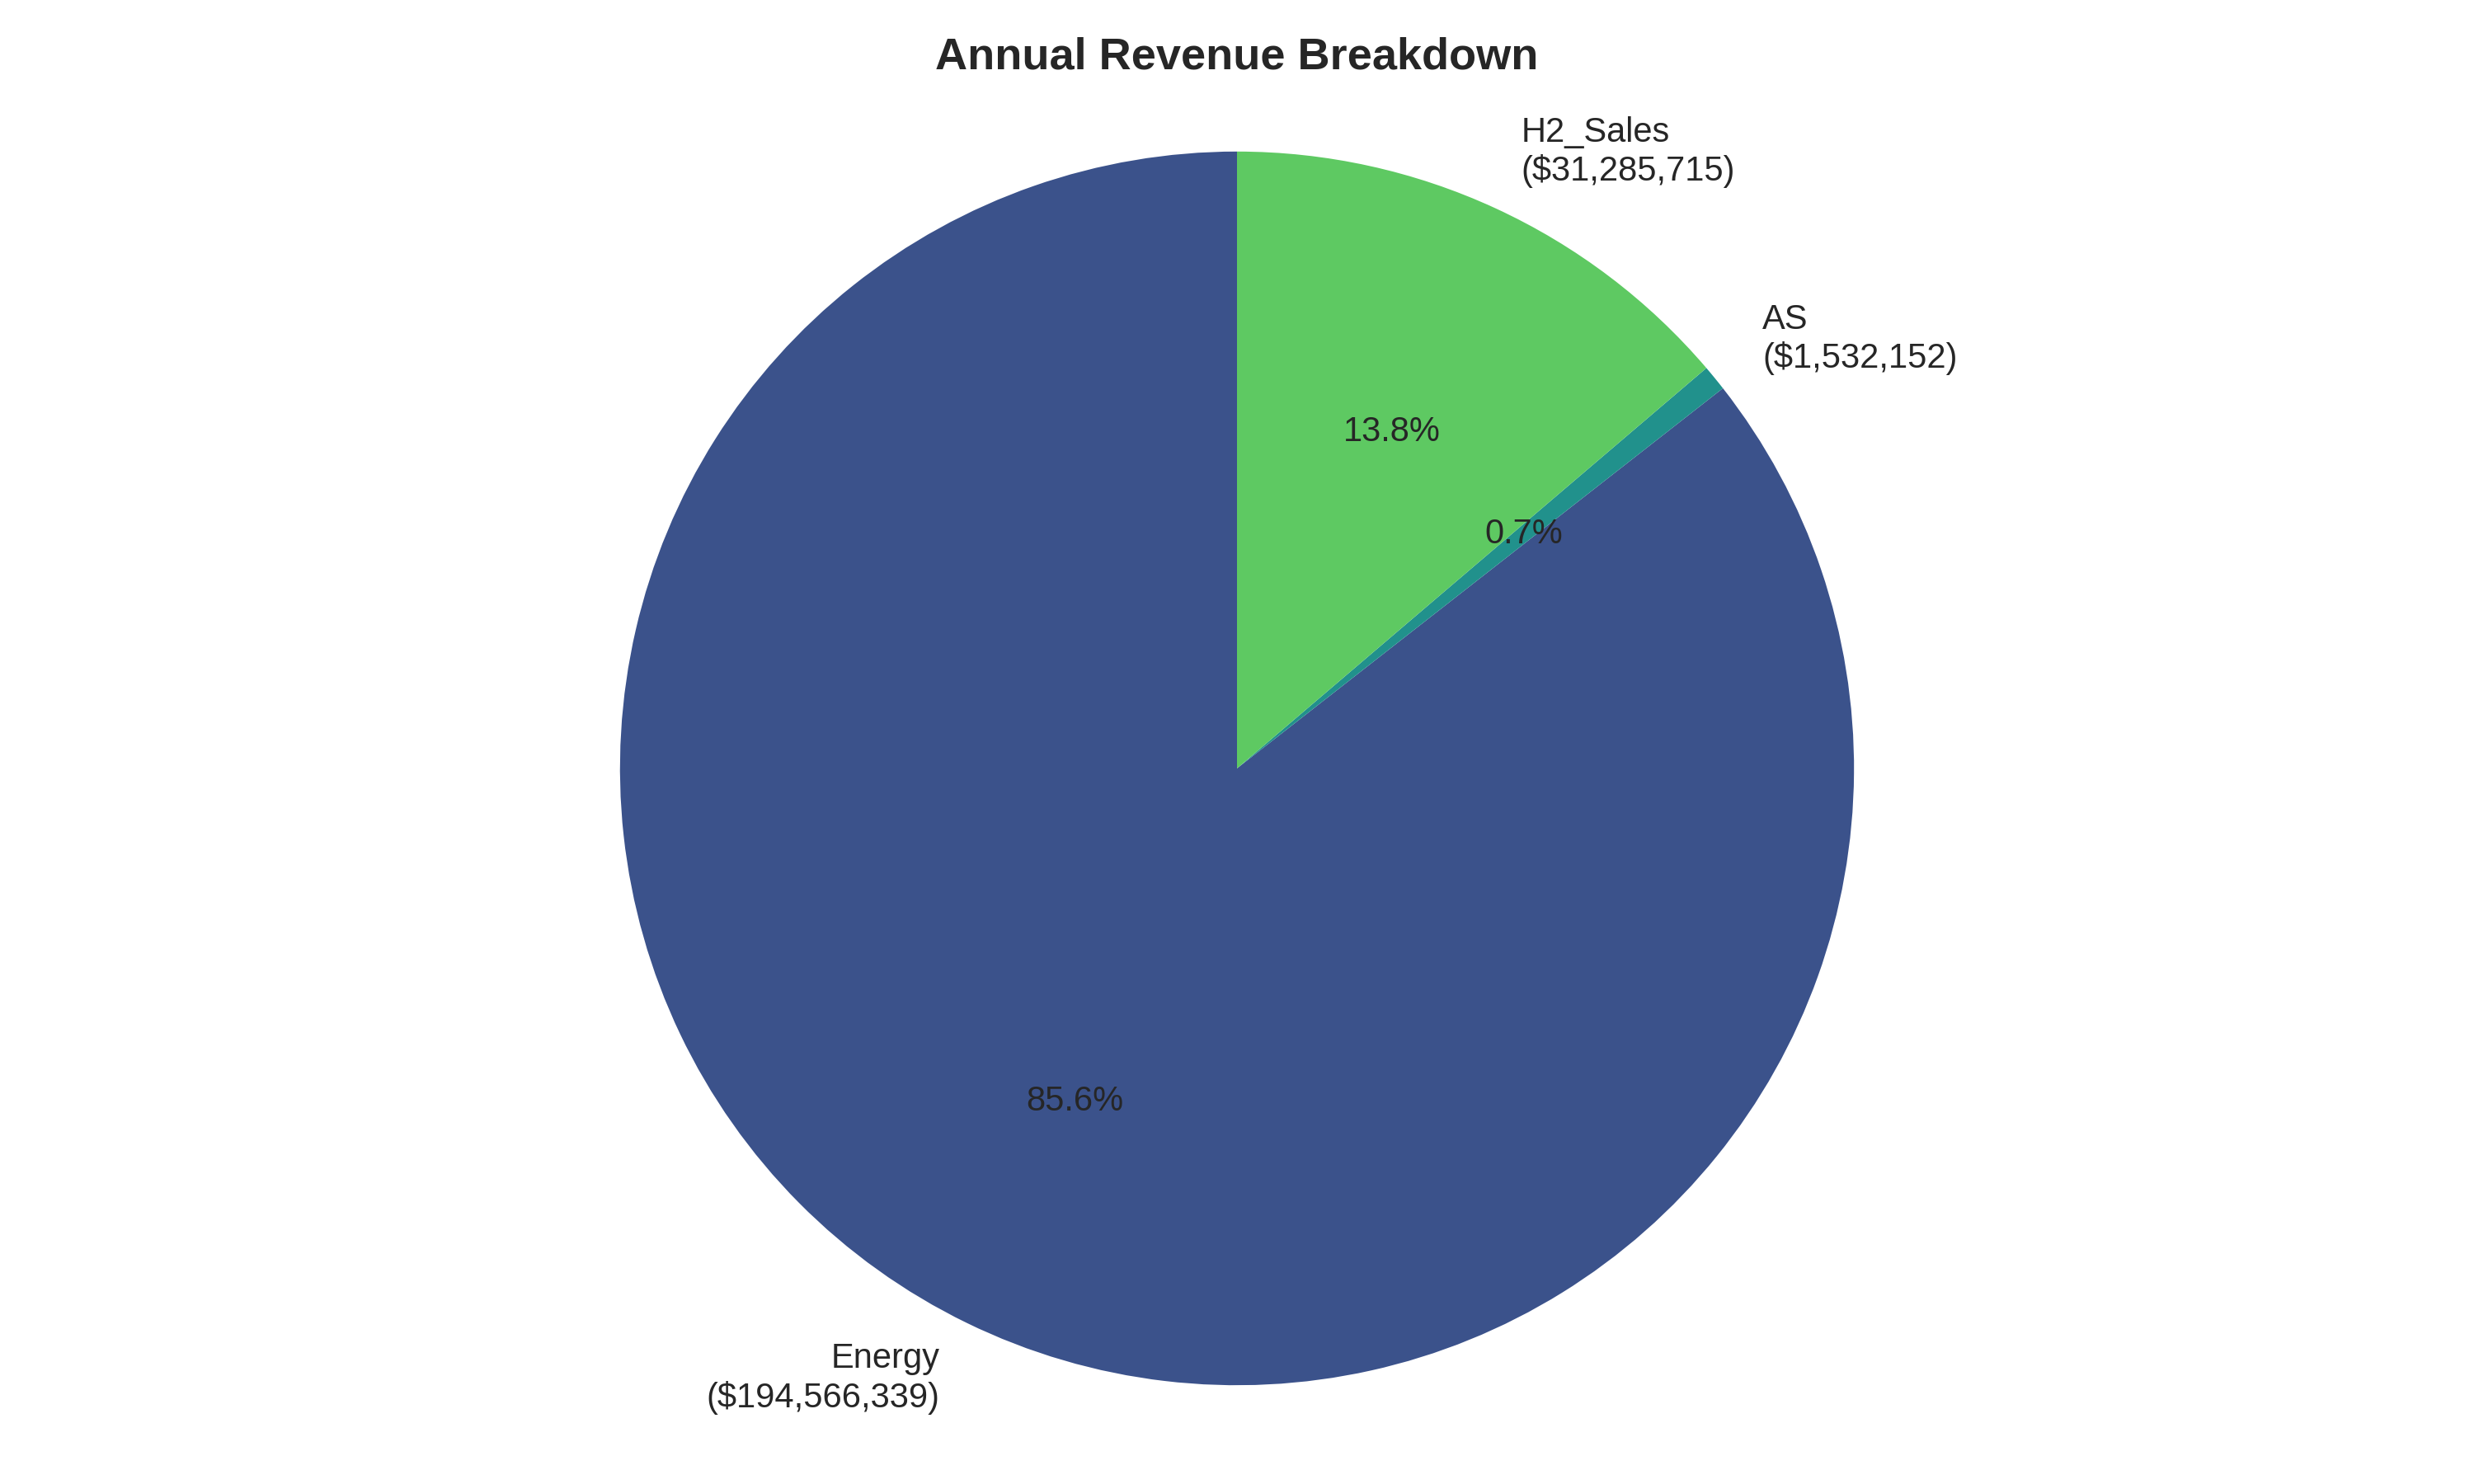 Annual Revenue Breakdown
H2_Sales
($31,285,715)
AS
($1,532,152)
13.8%
0.7%
85.6%
Energy
($194,566,339)